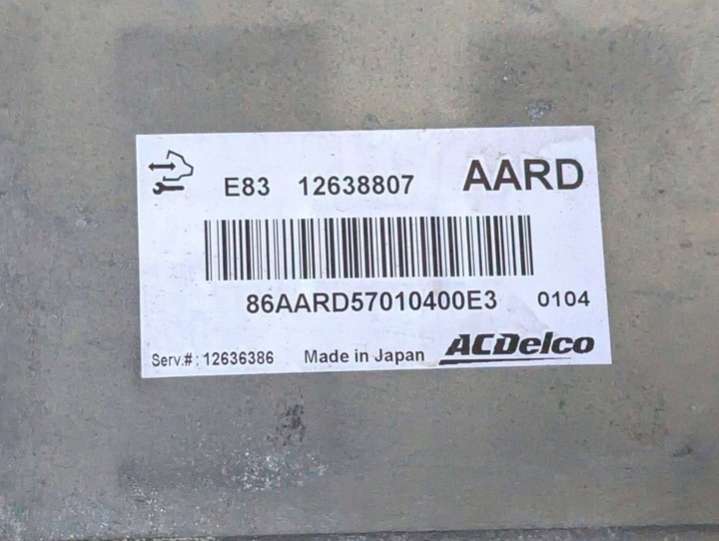 E83 12638807 AARD
86AARD57010400E3 0104
Serv.#: 12636386 Made in Japan ACDelco